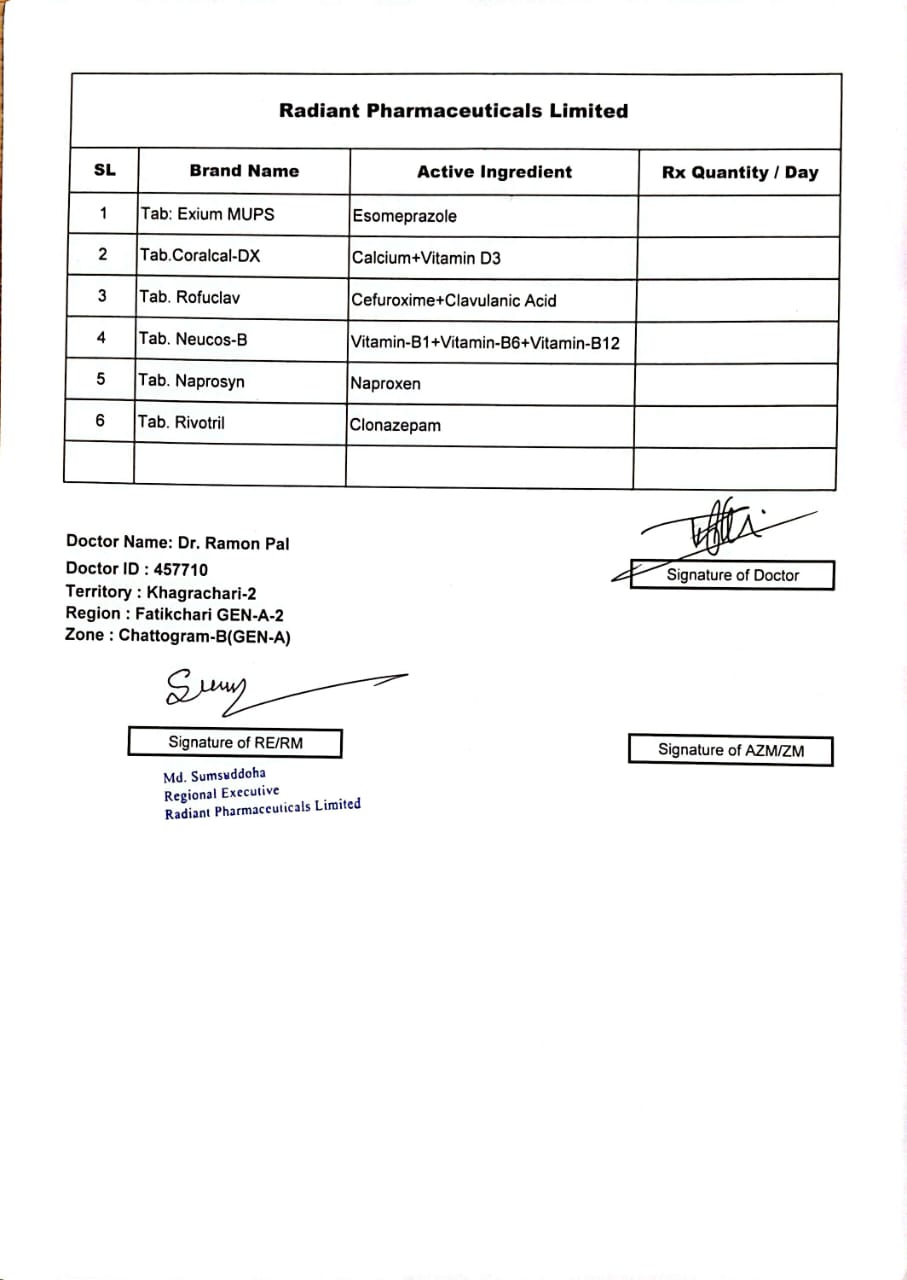 Radiant Pharmaceuticals Limited
SL Brand Name Active Ingredient Rx Quantity / Day
1 Tab: Exium MUPS Esomeprazole
2 Tab.Coralcal-DX Calcium+Vitamin D3
3 Tab. Rofuclav Cefuroxime+Clavulanic Acid
4 Tab. Neucos-B Vitamin-B1+Vitamin-B6+Vitamin-B12
5 Tab. Naprosyn Naproxen
6 Tab. Rivotril Clonazepam
Doctor Name: Dr. Ramon Pal
Doctor ID : 457710
Territory : Khagrachari-2
Region : Fatikchari GEN-A-2
Zone : Chattogram-B(GEN-A)
Signature of Doctor
Signature of RE/RM
Signature of AZM/ZM
Md. Sumsuddoha
Regional Executive
Radiant Pharmaceuticals Limited